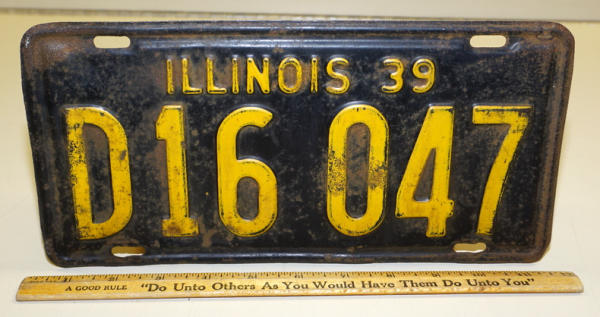 ILLINOIS 39
D16 047
A GOOD RULE "Do Unto Others As You Would Have Them Do Unto You"